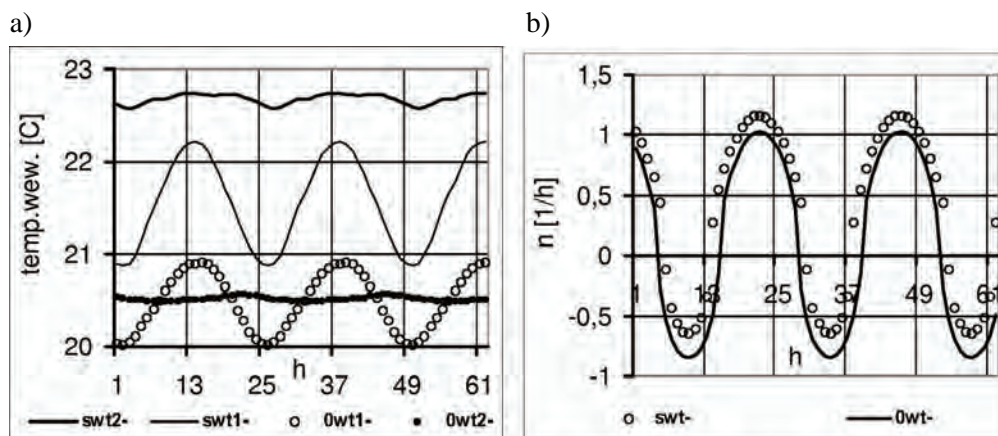 a)
temp.wew. [C]
23
22
21
20
1 13 25 37 49 61
h
swt2- swt1- 0wt1- 0wt2-
b)
n [1/h]
1,5
1
0,5
0
-0,5
-1
1 13 25 37 49 61
h
swt- 0wt-